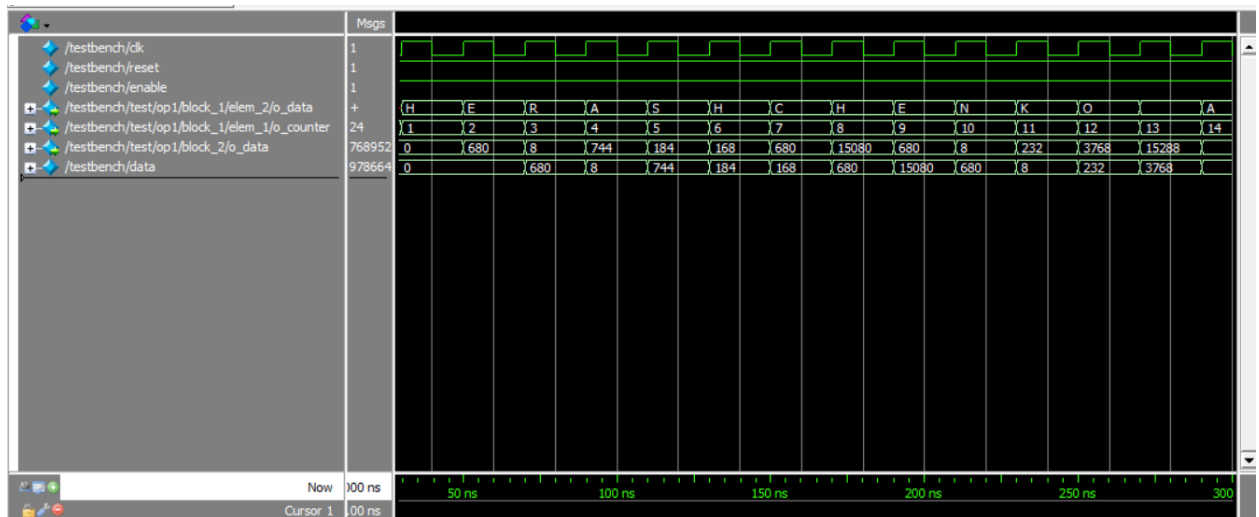 Msgs
/testbench/clk 1
/testbench/reset 1
/testbench/enable 1
/testbench/test/op1/block_1/elem_2/o_data + H E R A S H C H E N K O A
/testbench/test/op1/block_1/elem_1/o_counter 24 1 2 3 4 5 6 7 8 9 10 11 12 13 14
/testbench/test/op1/block_2/o_data 768952 0 680 8 744 184 168 680 15080 680 8 232 3768 15288
/testbench/data 978664 0 680 8 744 184 168 680 15080 680 8 232 3768
Now 000 ns 50 ns 100 ns 150 ns 200 ns 250 ns 300
Cursor 1 .00 ns